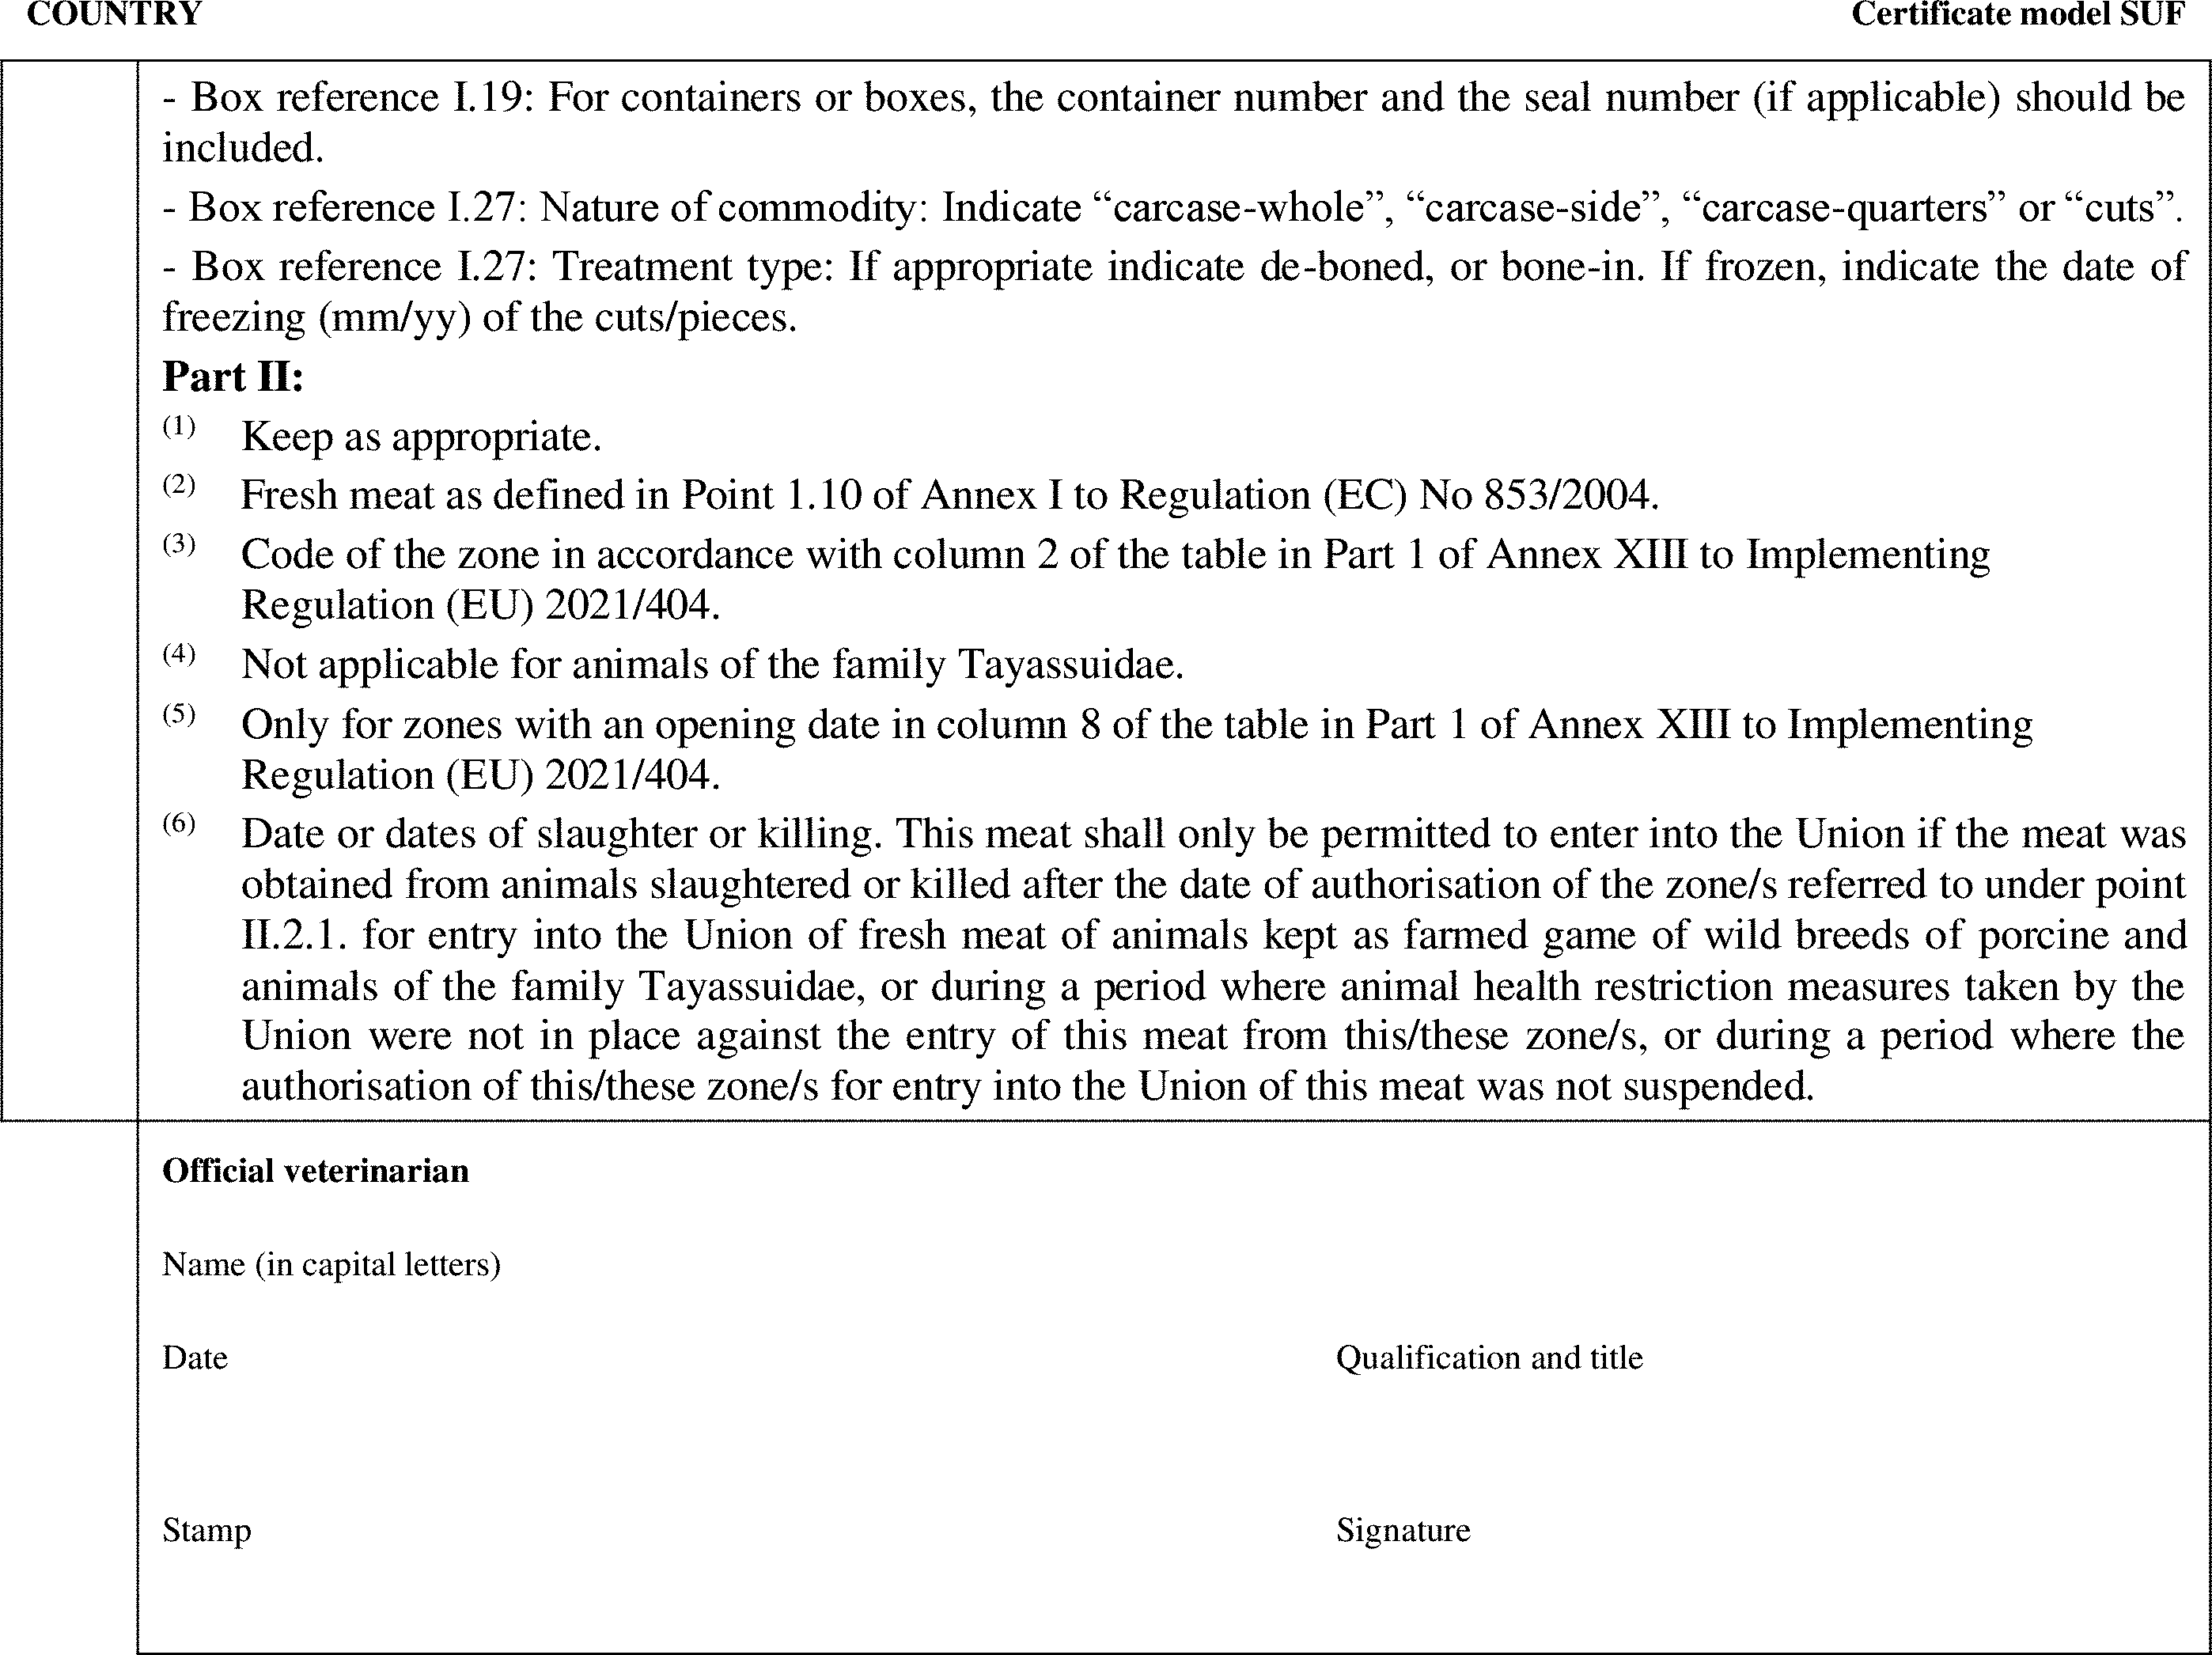 COUNTRY Certificate model SUF
- Box reference I.19: For containers or boxes, the container number and the seal number (if applicable) should be
included.
- Box reference I.27: Nature of commodity: Indicate “carcase-whole”, “carcase-side”, “carcase-quarters” or “cuts”.
- Box reference I.27: Treatment type: If appropriate indicate de-boned, or bone-in. If frozen, indicate the date of
freezing (mm/yy) of the cuts/pieces.
Part II:
(1) Keep as appropriate.
(2) Fresh meat as defined in Point 1.10 of Annex I to Regulation (EC) No 853/2004.
(3) Code of the zone in accordance with column 2 of the table in Part 1 of Annex XIII to Implementing
Regulation (EU) 2021/404.
(4) Not applicable for animals of the family Tayassuidae.
(5) Only for zones with an opening date in column 8 of the table in Part 1 of Annex XIII to Implementing
Regulation (EU) 2021/404.
(6) Date or dates of slaughter or killing. This meat shall only be permitted to enter into the Union if the meat was
obtained from animals slaughtered or killed after the date of authorisation of the zone/s referred to under point
II.2.1. for entry into the Union of fresh meat of animals kept as farmed game of wild breeds of porcine and
animals of the family Tayassuidae, or during a period where animal health restriction measures taken by the
Union were not in place against the entry of this meat from this/these zone/s, or during a period where the
authorisation of this/these zone/s for entry into the Union of this meat was not suspended.
Official veterinarian
Name (in capital letters)
Date Qualification and title
Stamp Signature